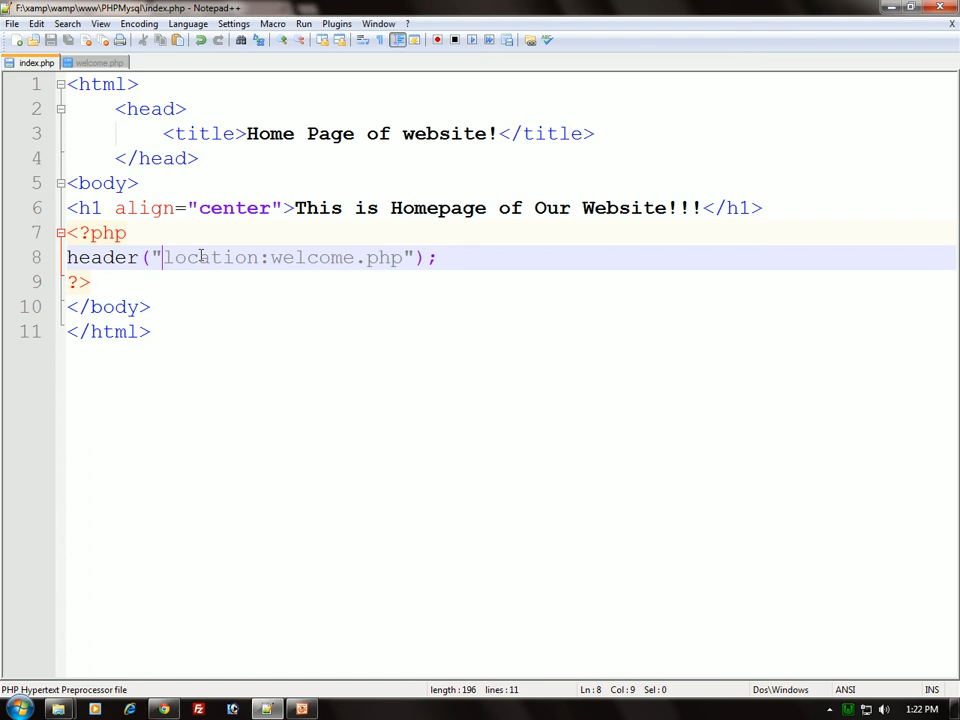 F:\xamp\wamp\www\PHPMysql\index.php - Notepad++
File Edit Search View Encoding Language Settings Macro Run Plugins Window ? X
index.php welcome.php
1 <html>
2 <head>
3 <title>Home Page of website!</title>
4 </head>
5 <body>
6 <h1 align="center">This is Homepage of Our Website!!!</h1>
7 <?php
8 header("location:welcome.php");
9 ?>
10 </body>
11 </html>
PHP Hypertext Preprocessor file length : 196 lines : 11 Ln : 8 Col : 9 Sel : 0 Dos\Windows ANSI INS
1:22 PM